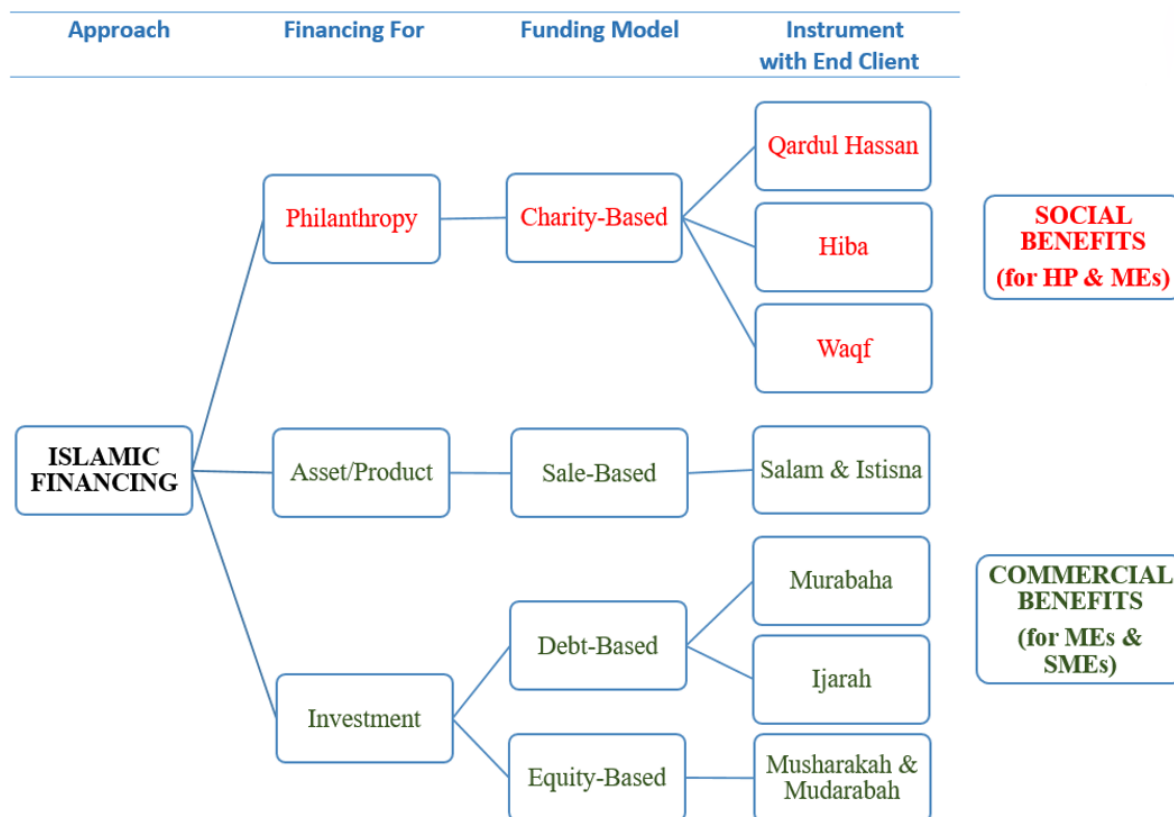 Approach
Financing For
Funding Model
Instrument
with End Client
Qardul Hassan
Philanthropy
Charity-Based
Hiba
SOCIAL
BENEFITS
(for HP & MEs)
Waqf
ISLAMIC
FINANCING
Asset/Product
Sale-Based
Salam & Istisna
Murabaha
COMMERCIAL
BENEFITS
(for MEs &
SMEs)
Debt-Based
Ijarah
Investment
Equity-Based
Musharakah &
Mudarabah